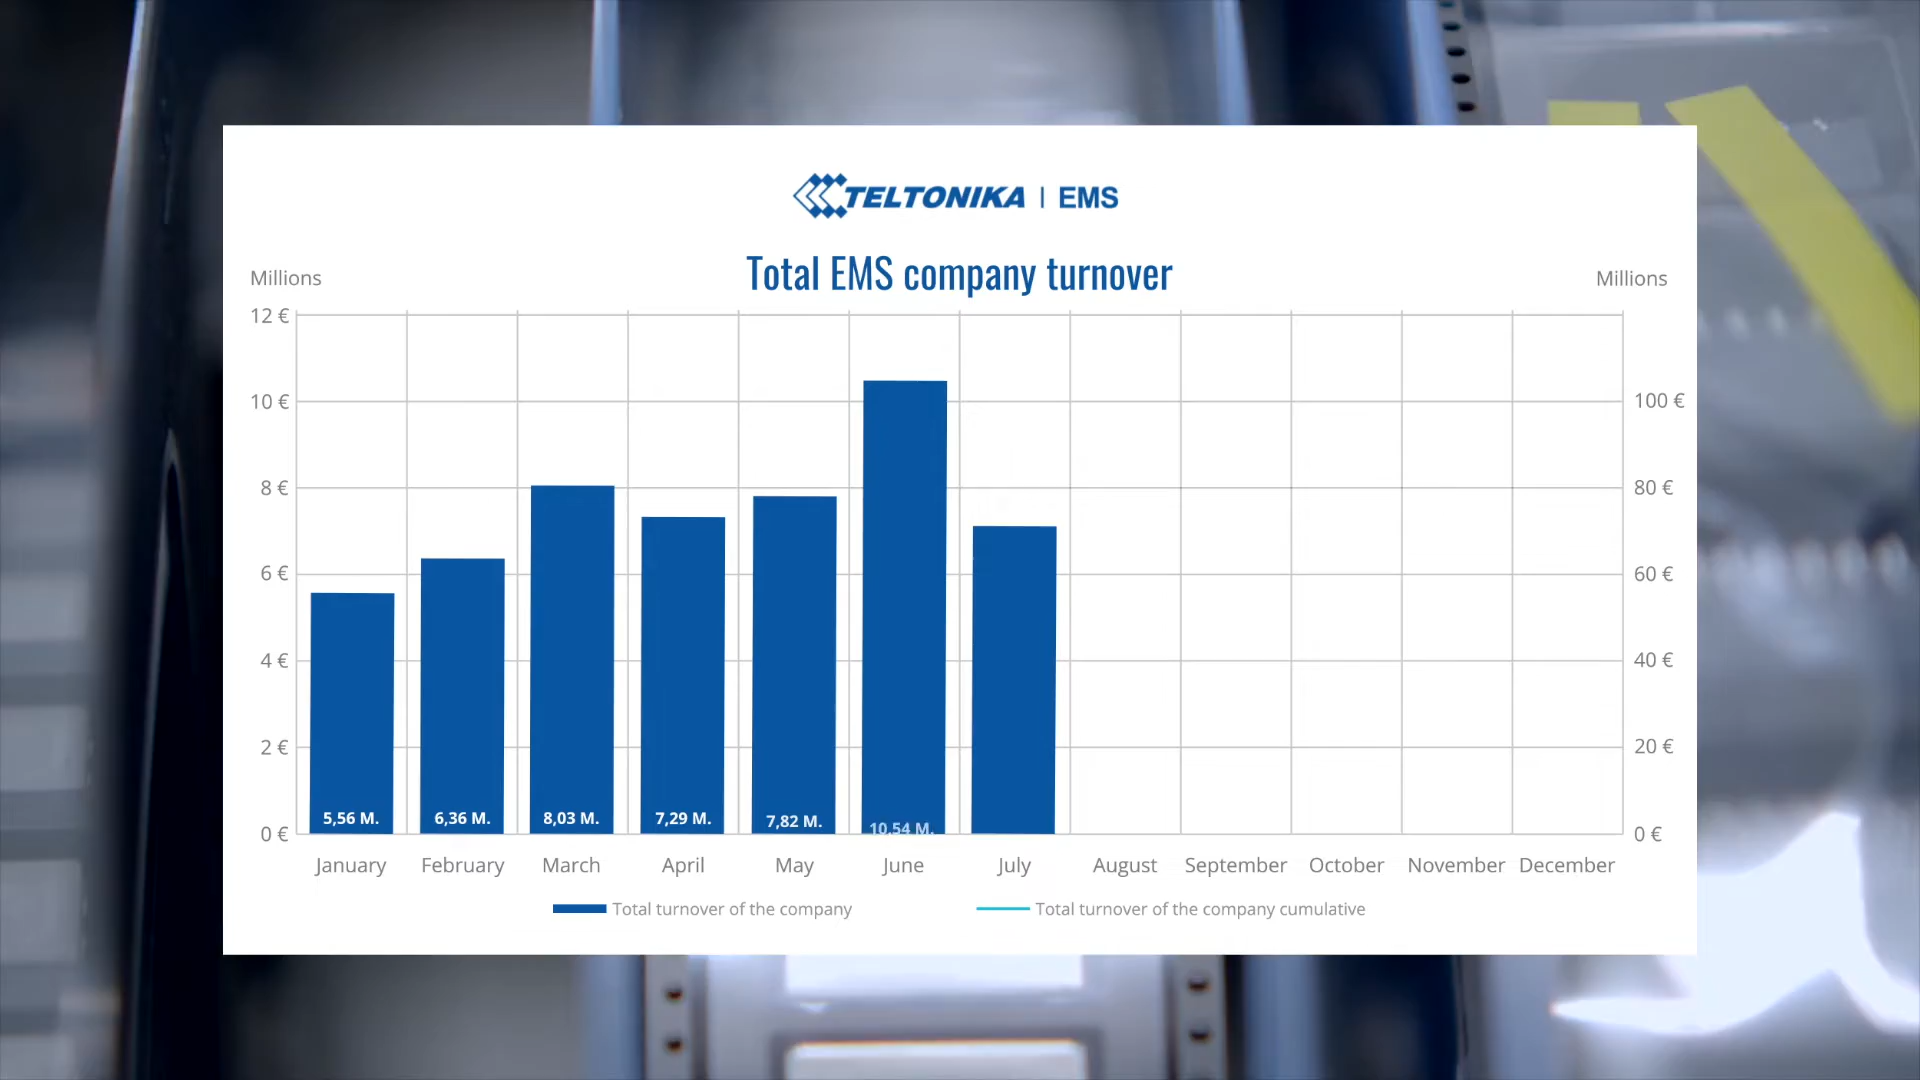 TELTONIKA | EMS
Total EMS company turnover
Millions
Millions
12 €
10 €
8 €
6 €
4 €
2 €
0 €
100 €
80 €
60 €
40 €
20 €
0 €
5,56 M.
6,36 M.
8,03 M.
7,29 M.
7,82 M.
10,54 M.
January
February
March
April
May
June
July
August
September
October
November
December
Total turnover of the company
Total turnover of the company cumulative